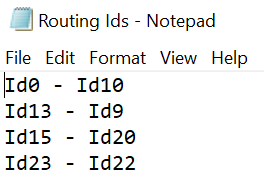 Routing Ids - Notepad
File Edit Format View Help
Id0 - Id10
Id13 - Id9
Id15 - Id20
Id23 - Id22